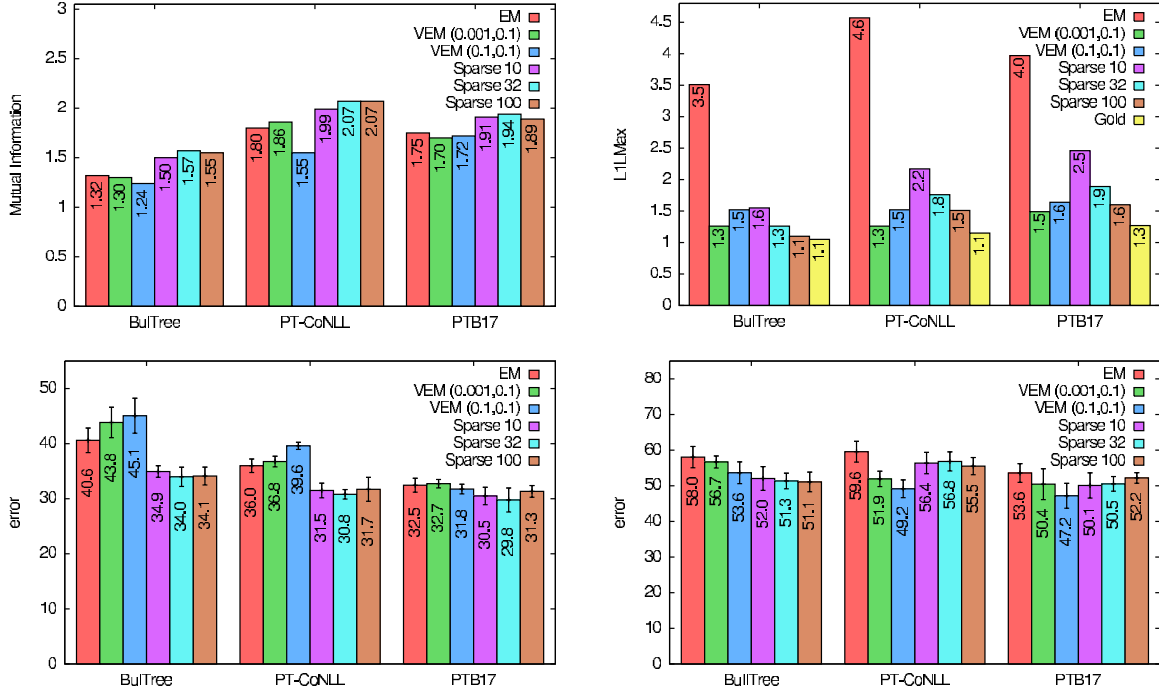 Mutual Information
3
2.5
2
1.5
1
0.5
0
EM
VEM (0.001,0.1)
VEM (0.1,0.1)
Sparse 10
Sparse 32
Sparse 100
1.32
1.30
1.24
1.50
1.57
1.55
1.80
1.86
1.55
1.99
2.07
2.07
1.75
1.70
1.72
1.91
1.94
1.89
BulTree
PT-CoNLL
PTB17
L1LMax
4.5
4
3.5
3
2.5
2
1.5
1
0.5
0
EM
VEM (0.001,0.1)
VEM (0.1,0.1)
Sparse 10
Sparse 32
Sparse 100
Gold
3.5
1.3
1.5
1.6
1.3
1.1
1.1
4.6
1.3
1.5
2.2
1.8
1.5
4.0
1.5
1.6
2.5
1.9
1.6
1.3
BulTree
PT-CoNLL
PTB17
error
50
40
30
20
10
0
EM
VEM (0.001,0.1)
VEM (0.1,0.1)
Sparse 10
Sparse 32
Sparse 100
40.6
43.8
45.1
34.9
34.0
34.1
36.0
36.8
39.6
31.5
30.8
31.7
32.5
32.7
31.8
30.5
29.8
31.3
BulTree
PT-CoNLL
PTB17
error
80
70
60
50
40
30
20
10
0
EM
VEM (0.001,0.1)
VEM (0.1,0.1)
Sparse 10
Sparse 32
Sparse 100
58.0
56.7
53.6
52.0
51.3
51.1
59.6
51.9
49.2
56.4
56.8
55.5
53.6
50.4
47.2
50.1
50.5
52.2
BullTree
PT-CoNLL
PTB17